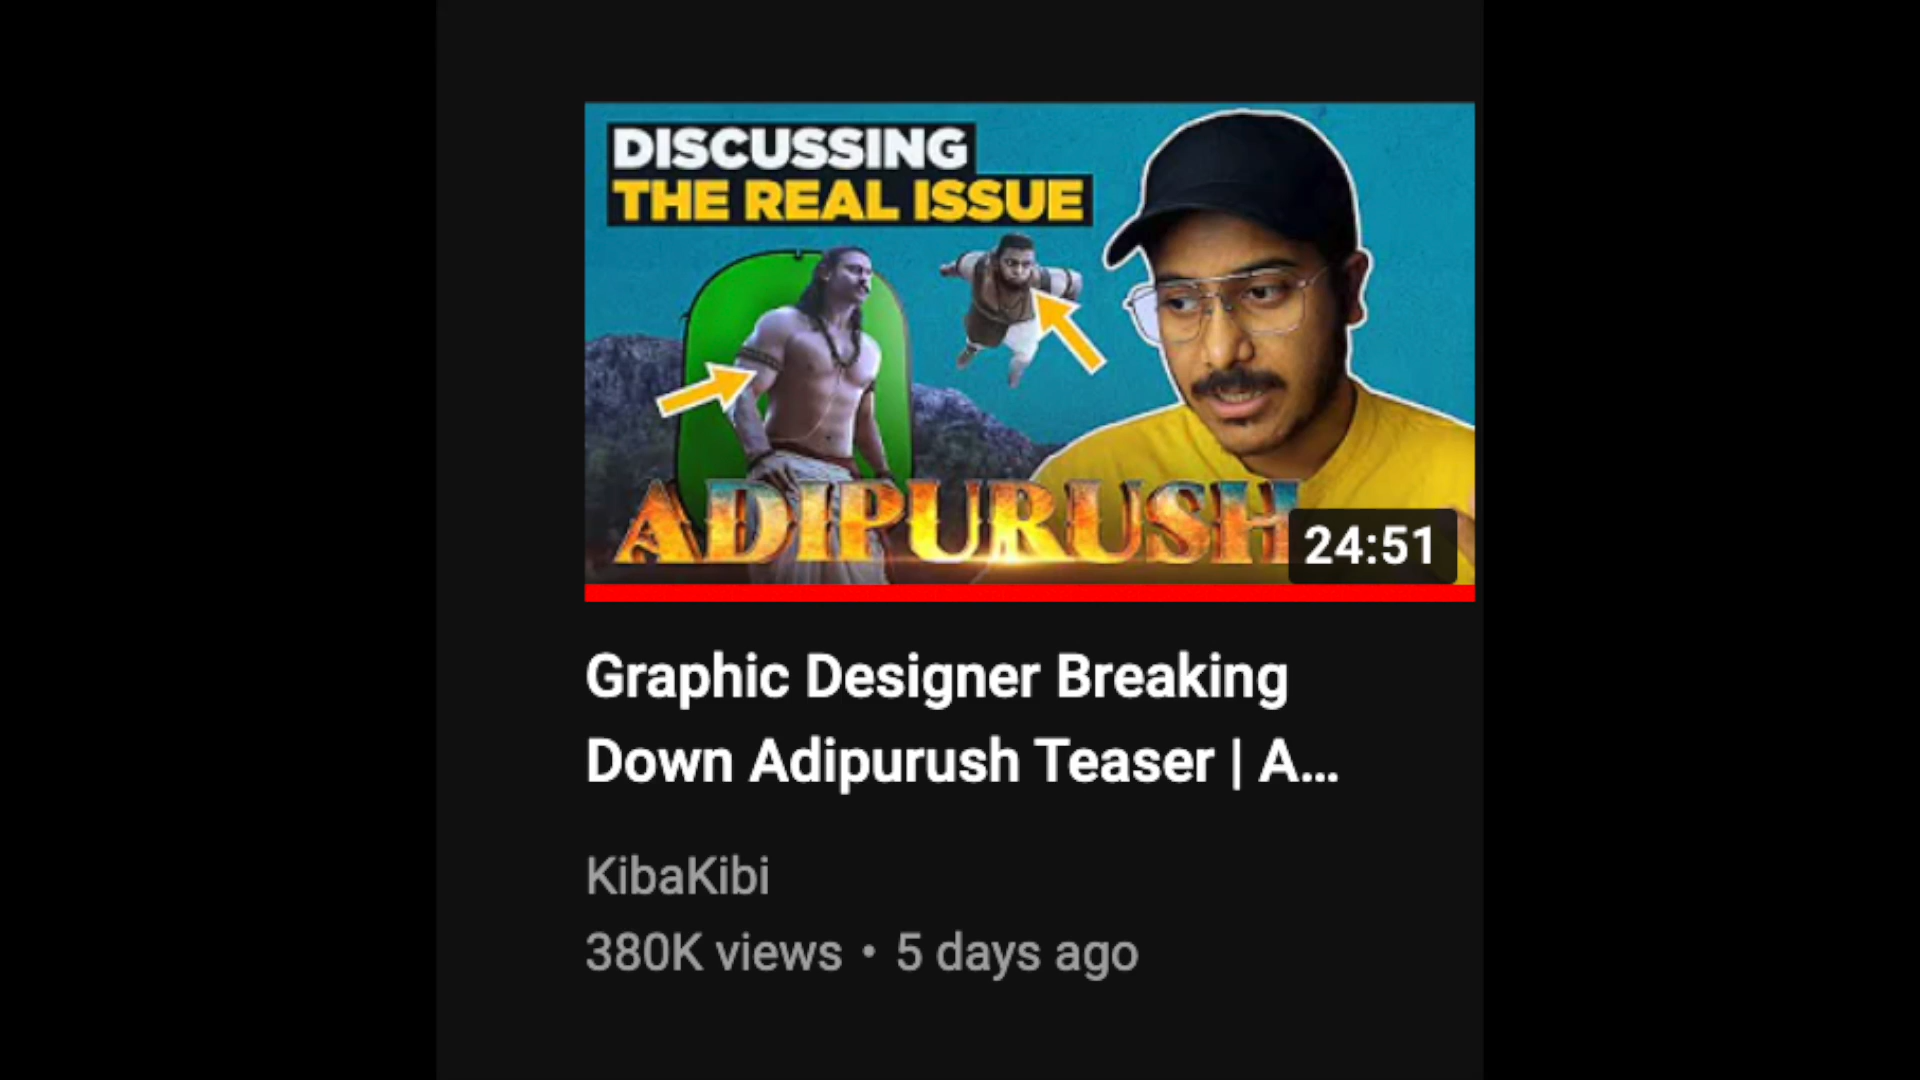 DISCUSSING
THE REAL ISSUE
ADIPURUSH
24:51
Graphic Designer Breaking
Down Adipurush Teaser | A...
KibaKibi
380K views • 5 days ago